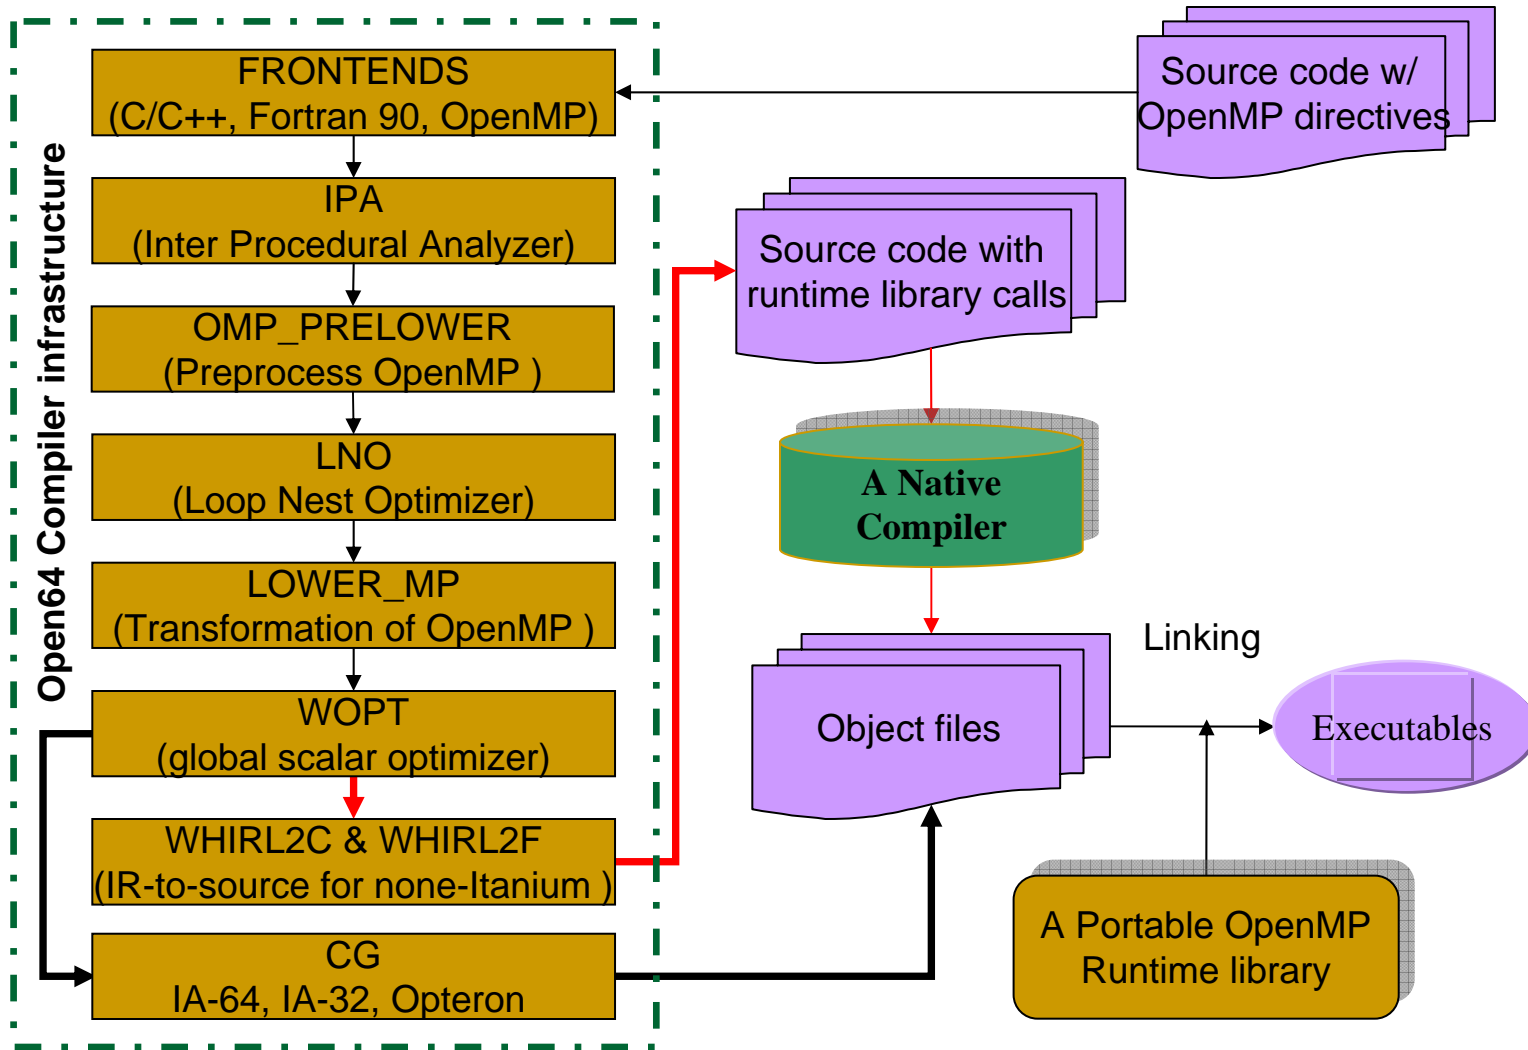 Open64 Compiler infrastructure
FRONTENDS
(C/C++, Fortran 90, OpenMP)
IPA
(Inter Procedural Analyzer)
OMP_PRELOWER
(Preprocess OpenMP )
LNO
(Loop Nest Optimizer)
LOWER_MP
(Transformation of OpenMP )
WOPT
(global scalar optimizer)
WHIRL2C & WHIRL2F
(IR-to-source for none-Itanium )
CG
IA-64, IA-32, Opteron
Source code w/
OpenMP directives
Source code with
runtime library calls
A Native
Compiler
Object files
Linking
Executables
A Portable OpenMP
Runtime library